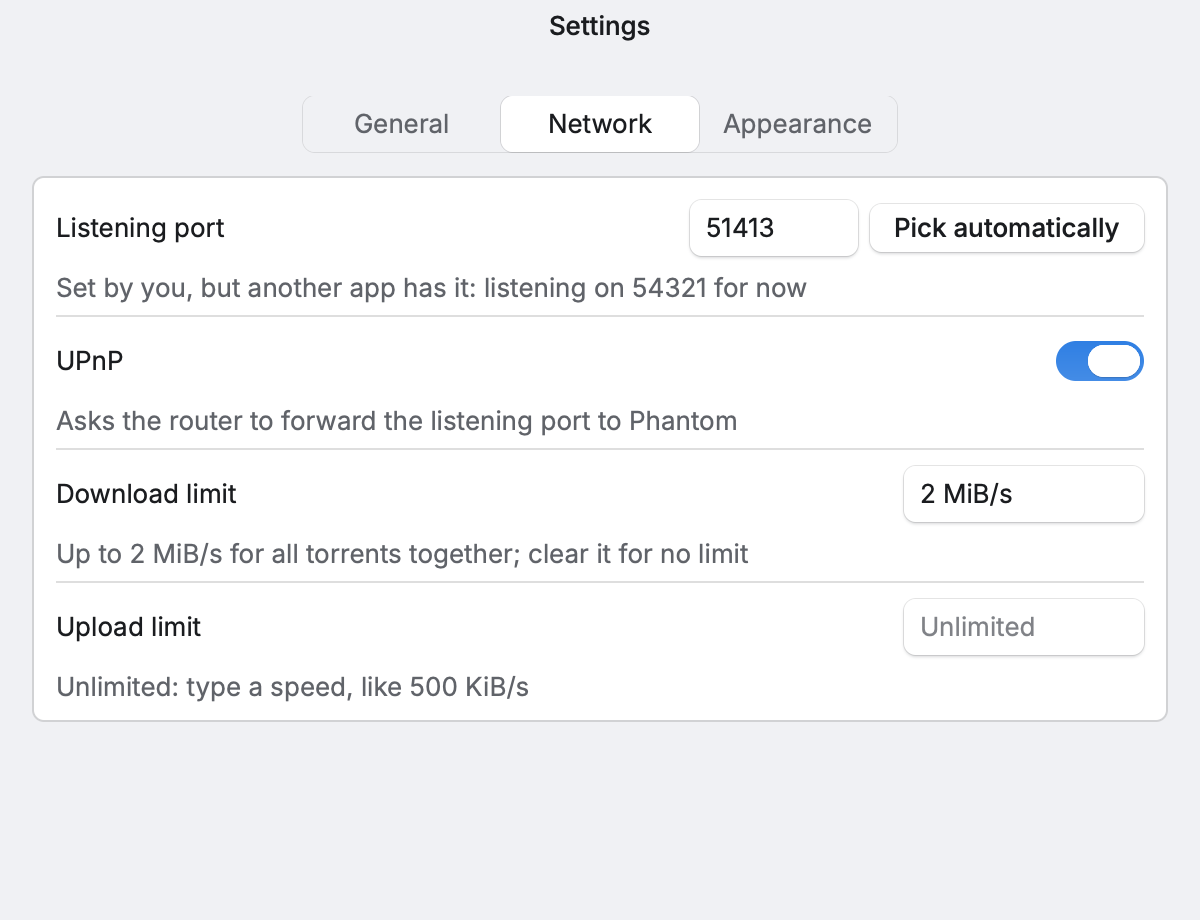 Settings
General Network Appearance
Listening port 51413 Pick automatically
Set by you, but another app has it: listening on 54321 for now
UPnP
Asks the router to forward the listening port to Phantom
Download limit 2 MiB/s
Up to 2 MiB/s for all torrents together; clear it for no limit
Upload limit Unlimited
Unlimited: type a speed, like 500 KiB/s